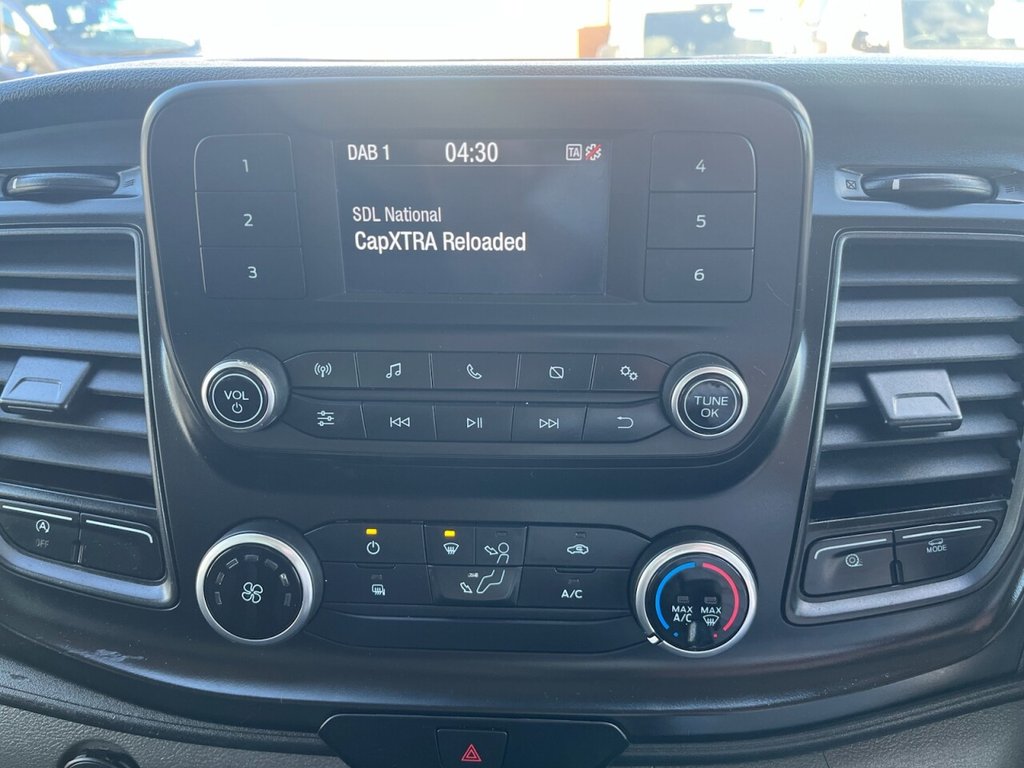 DAB 1 04:30 TA
SDL National
CapXTRA Reloaded
1
2
3
4
5
6
VOL
TUNE
OK
A
OFF
A/C
MAX
A/C
MAX
MODE